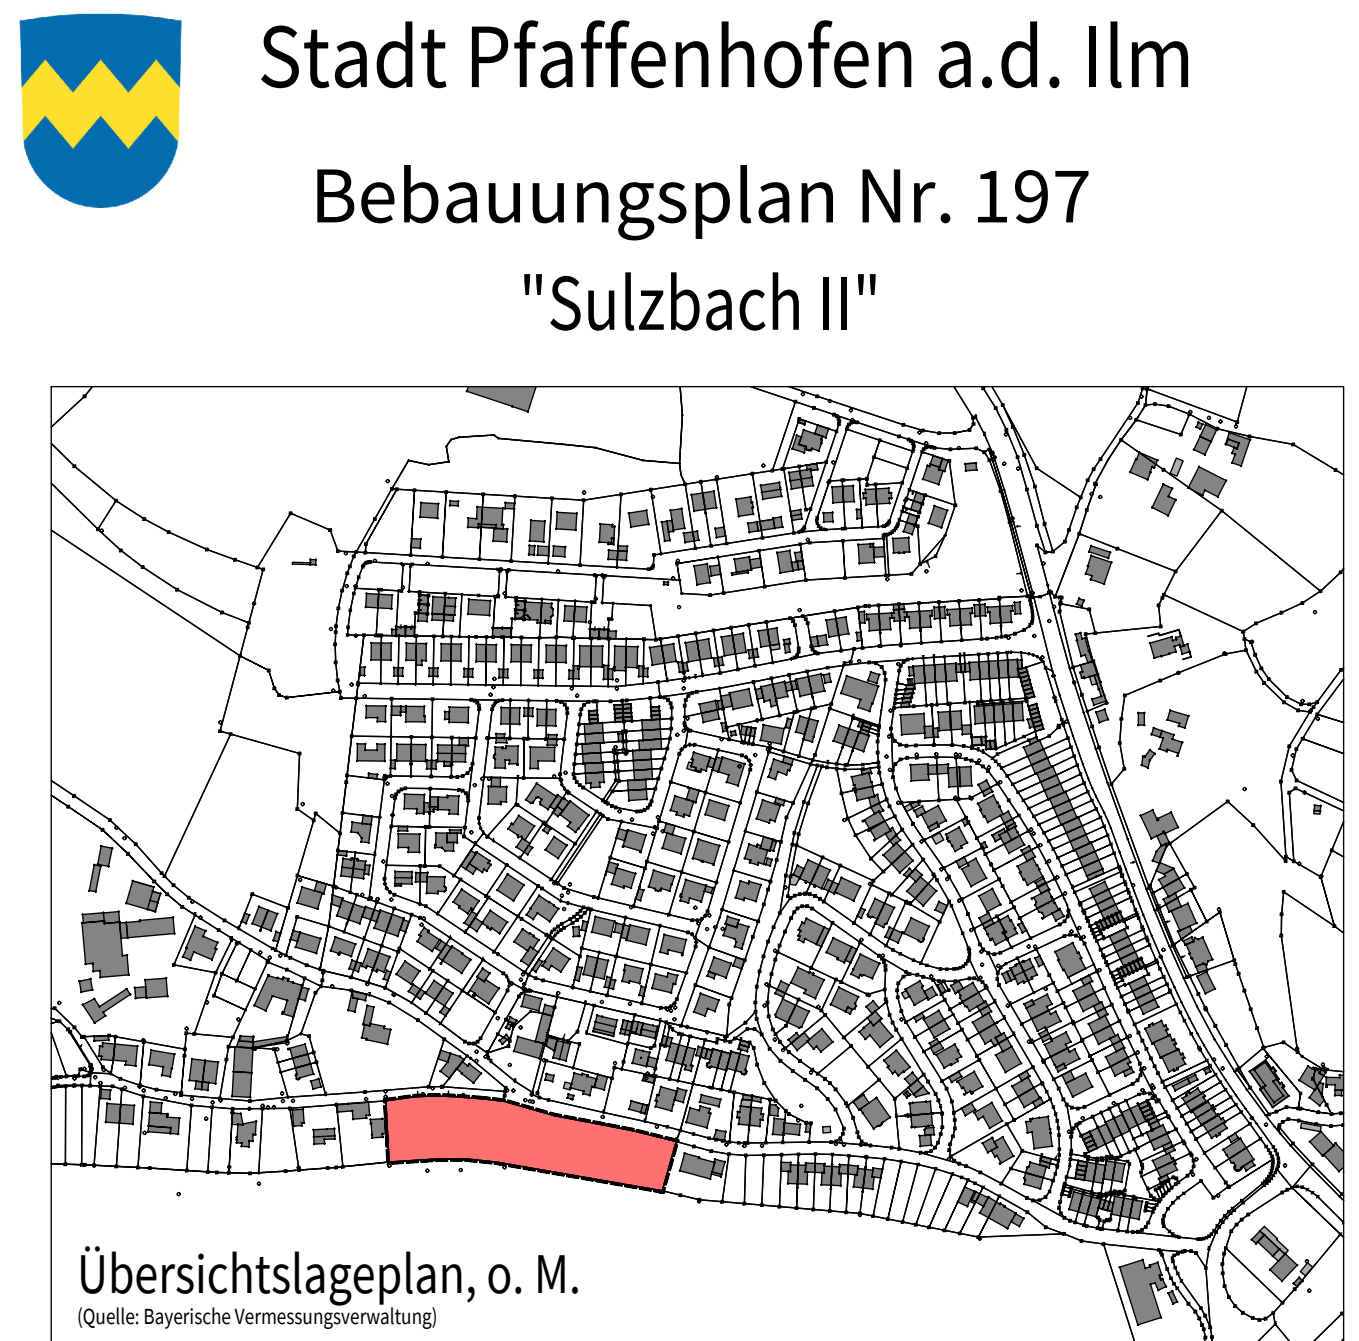 Stadt Pfaffenhofen a.d. Ilm
Bebauungsplan Nr. 197
"Sulzbach II"
Übersichtslageplan, o. M.
(Quelle: Bayerische Vermessungsverwaltung)